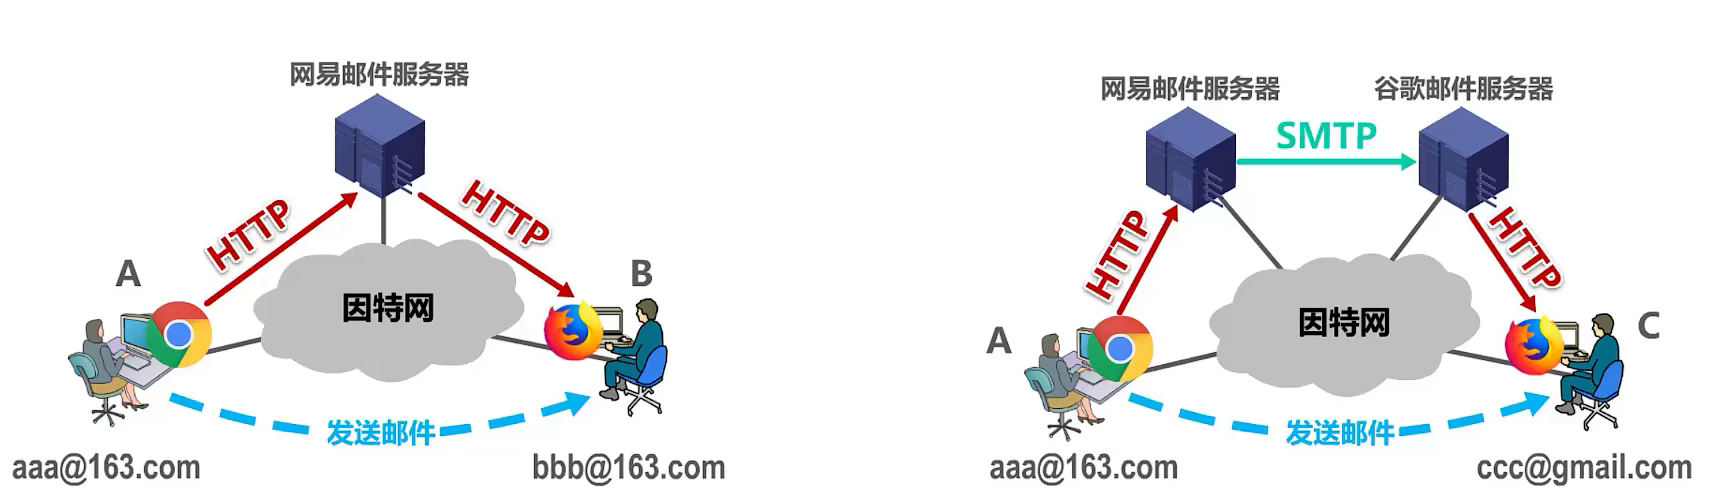 网易邮件服务器
HTTP
HTTP
A
B
因特网
发送邮件
aaa@163.com
bbb@163.com
网易邮件服务器
谷歌邮件服务器
SMTP
HTTP
HTTP
A
C
因特网
发送邮件
aaa@163.com
ccc@gmail.com